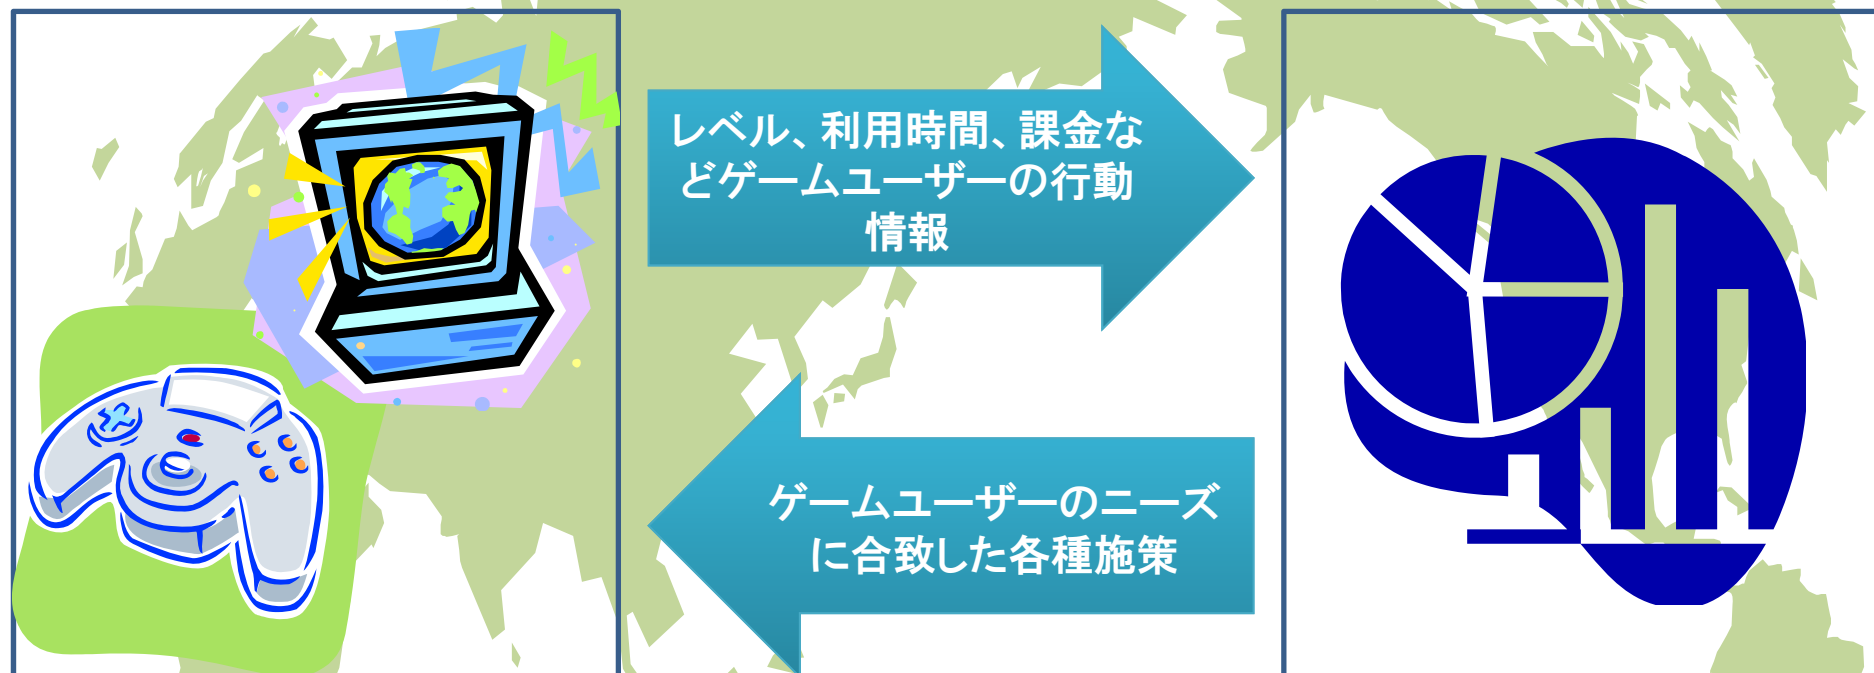 レベル、利用時間、課金な
どゲームユーザーの行動
情報
ゲームユーザーのニーズ
に合致した各種施策